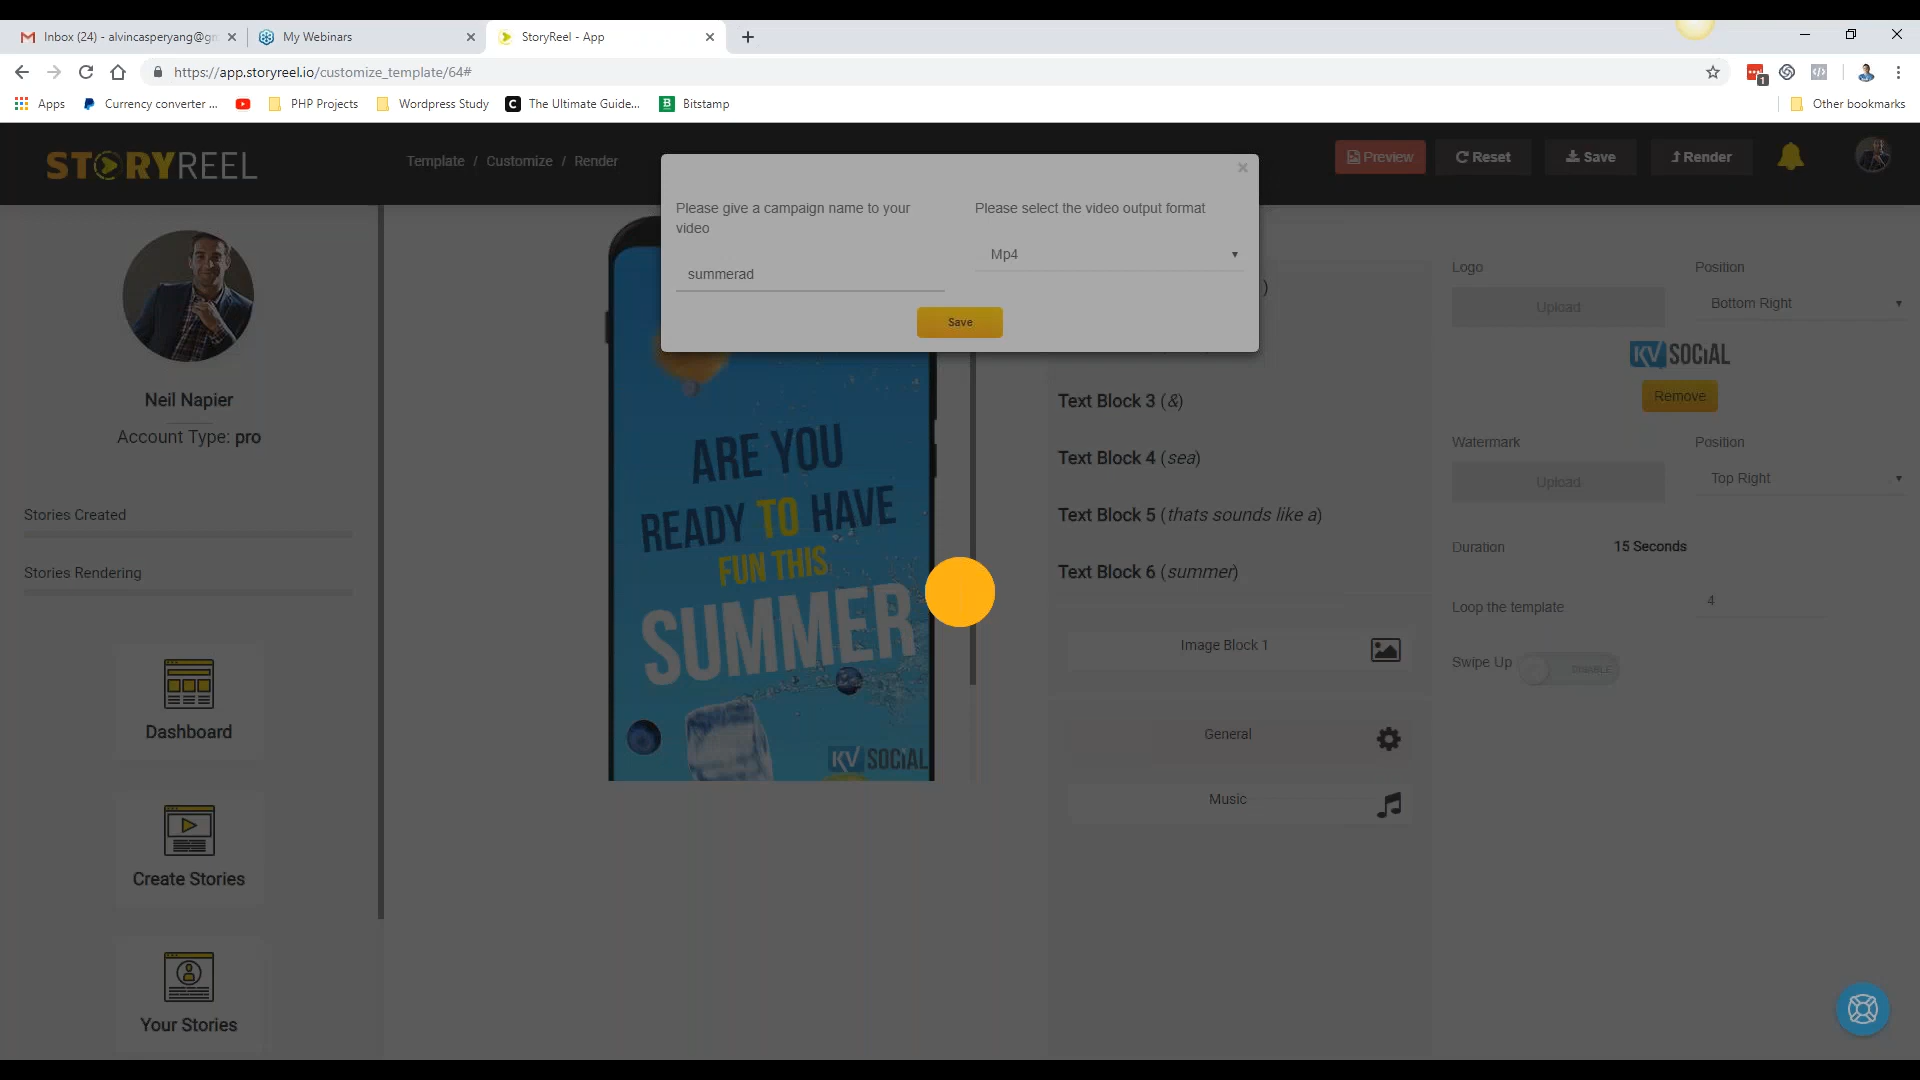 Inbox (24) - alvincasperyang@gr
My Webinars
StoryReel - App
https://app.storyreel.io/customize_template/64#
1
Apps
Currency converter ...
PHP Projects
Wordpress Study
The Ultimate Guide...
Bitstamp
Other bookmarks
STORYREEL
Template / Customize / Render
Preview
Reset
Save
Render
Please give a campaign name to your
video
summerad
Please select the video output format
Mp4
Save
Neil Napier
Account Type: pro
Stories Created
Stories Rendering
Dashboard
Create Stories
Your Stories
ARE YOU
READY TO HAVE
FUN THIS
SUMMER
KV SOCIAL
)
Text Block 3 (&)
Text Block 4 (sea)
Text Block 5 (thats sounds like a)
Text Block 6 (summer)
Image Block 1
General
Music
Logo
Position
Upload
Bottom Right
KV SOCIAL
Remove
Watermark
Position
Upload
Top Right
Duration
15 Seconds
Loop the template
4
Swipe Up